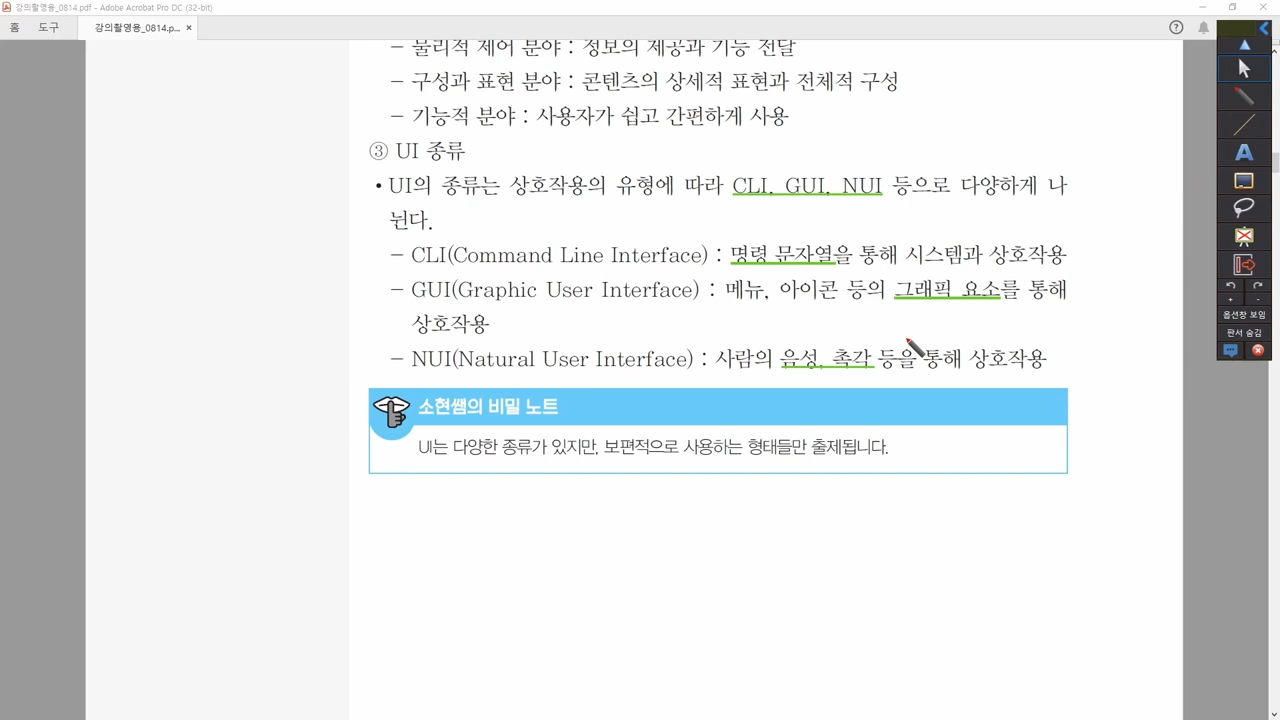 강의촬영용_0814.pdf - Adobe Acrobat Pro DC (32-bit)
홈 도구 강의촬영용_0814.p... ×
– 물리적 제어 분야 : 정보의 제공과 기능 전달
– 구성과 표현 분야 : 콘텐츠의 상세적 표현과 전체적 구성
– 기능적 분야 : 사용자가 쉽고 간편하게 사용
③ UI 종류
• UI의 종류는 상호작용의 유형에 따라 CLI, GUI, NUI 등으로 다양하게 나
뉜다.
– CLI(Command Line Interface) : 명령 문자열을 통해 시스템과 상호작용
– GUI(Graphic User Interface) : 메뉴, 아이콘 등의 그래픽 요소를 통해
상호작용
– NUI(Natural User Interface) : 사람의 음성, 촉각 등을 통해 상호작용
소현쌤의 비밀 노트
UI는 다양한 종류가 있지만, 보편적으로 사용하는 형태들만 출제됩니다.
A
+ -
옵션창 보임
판서 숨김